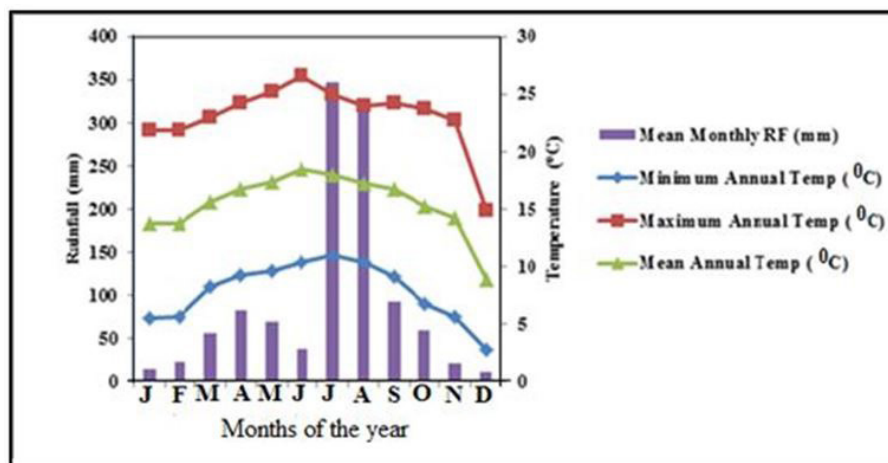 400
350
300
250
200
150
100
50
0
Rainfall (mm)
30
25
20
15
10
5
0
Temperature (°C)
J F M A M J J A S O N D
Months of the year
Mean Monthly RF (mm)
Minimum Annual Temp ( ⁰C)
Maximum Annual Temp ( ⁰C)
Mean Annual Temp ( ⁰C)